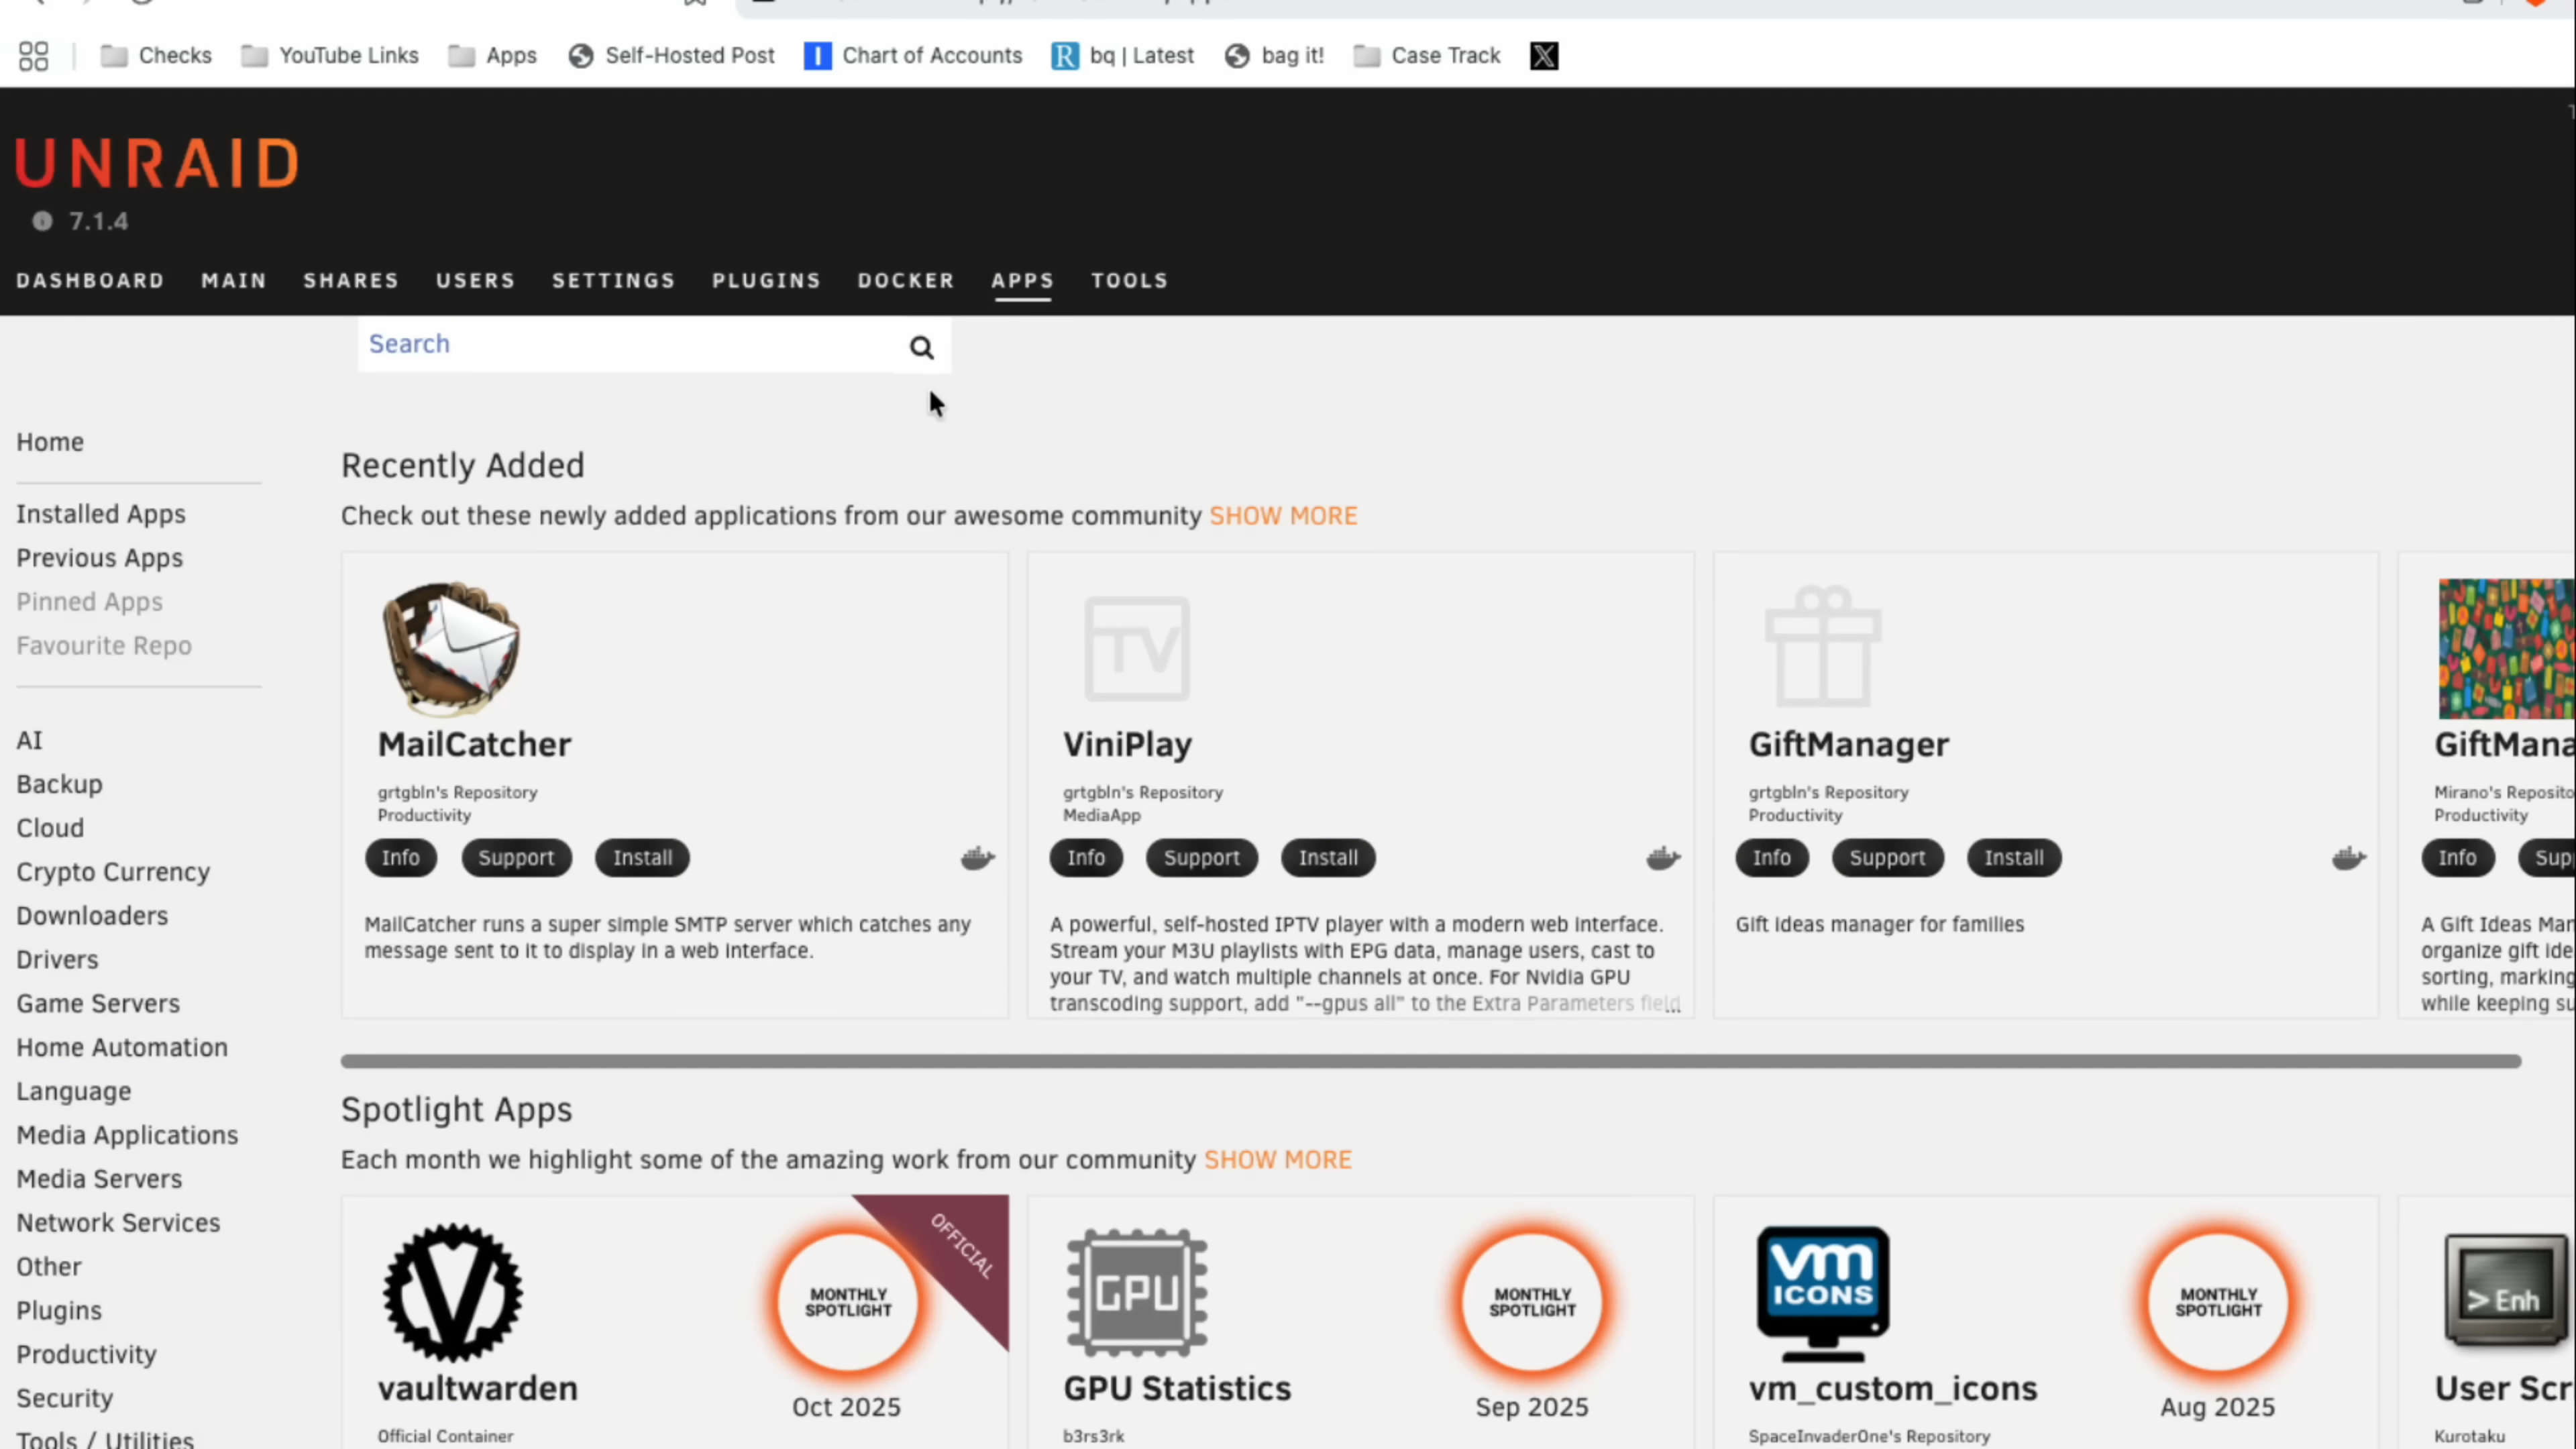 Checks YouTube Links Apps Self-Hosted Post Chart of Accounts bq | Latest bag it! Case Track
UNRAID
7.1.4
DASHBOARD MAIN SHARES USERS SETTINGS PLUGINS DOCKER APPS TOOLS
Search
Home
Installed Apps
Previous Apps
Pinned Apps
Favourite Repo
AI
Backup
Cloud
Crypto Currency
Downloaders
Drivers
Game Servers
Home Automation
Language
Media Applications
Media Servers
Network Services
Other
Plugins
Productivity
Security
Tools / Utilities
Recently Added
Check out these newly added applications from our awesome community SHOW MORE
MailCatcher
grtgbln's Repository
Productivity
Info Support Install
MailCatcher runs a super simple SMTP server which catches any
message sent to it to display in a web interface.
TV
ViniPlay
grtgbln's Repository
MediaApp
Info Support Install
A powerful, self-hosted IPTV player with a modern web interface.
Stream your M3U playlists with EPG data, manage users, cast to
your TV, and watch multiple channels at once. For Nvidia GPU
transcoding support, add "--gpus all" to the Extra Parameters field...
GiftManager
grtgbln's Repository
Productivity
Info Support Install
Gift ideas manager for families
GiftMana
Mirano's Reposito
Productivity
Info Sup
A Gift Ideas Man
organize gift ide
sorting, marking
while keeping su
Spotlight Apps
Each month we highlight some of the amazing work from our community SHOW MORE
OFFICIAL
MONTHLY
SPOTLIGHT
vaultwarden
Oct 2025
Official Container
GPU
MONTHLY
SPOTLIGHT
GPU Statistics
Sep 2025
b3rs3rk
vm
ICONS
MONTHLY
SPOTLIGHT
vm_custom_icons
Aug 2025
SpaceInvaderOne's Repository
> Enh
User Scr
Kurotaku